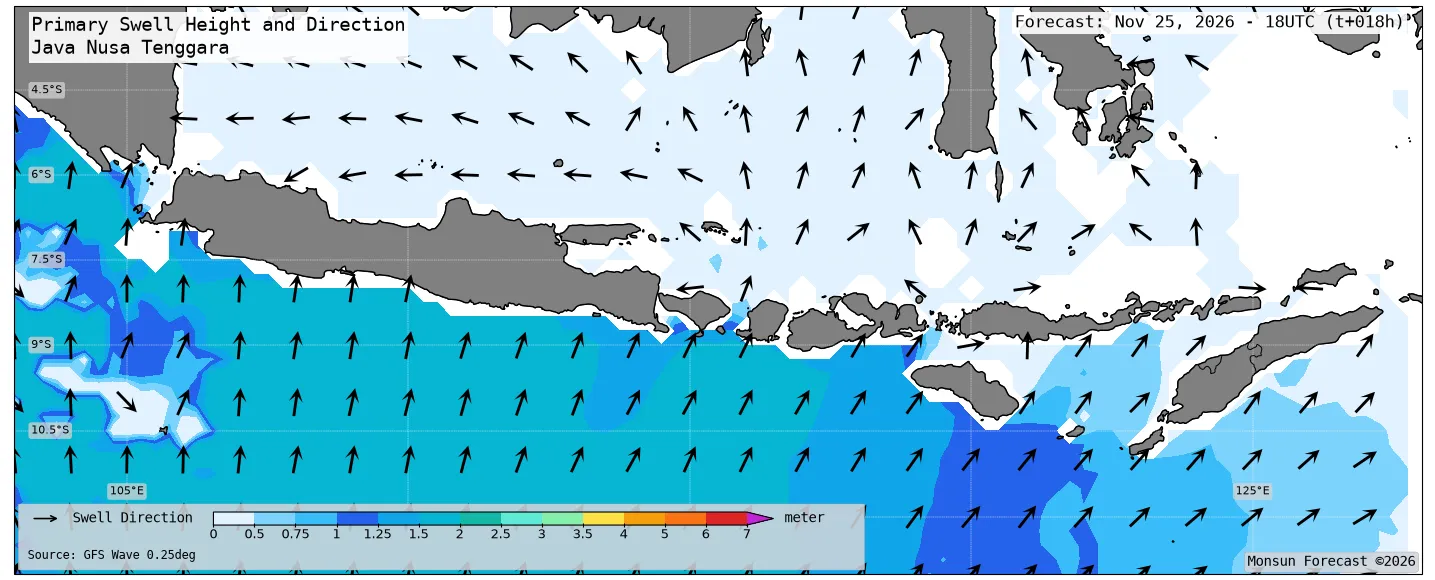 Primary Swell Height and Direction
Java Nusa Tenggara
Forecast: Nov 25, 2026 - 18UTC (t+018h)
4.5°S
6°S
7.5°S
9°S
10.5°S
105°E
125°E
Swell Direction
0 0.5 0.75 1 1.25 1.5 2 2.5 3 3.5 4 5 6 7
meter
Source: GFS Wave 0.25deg
Monsun Forecast ©2026